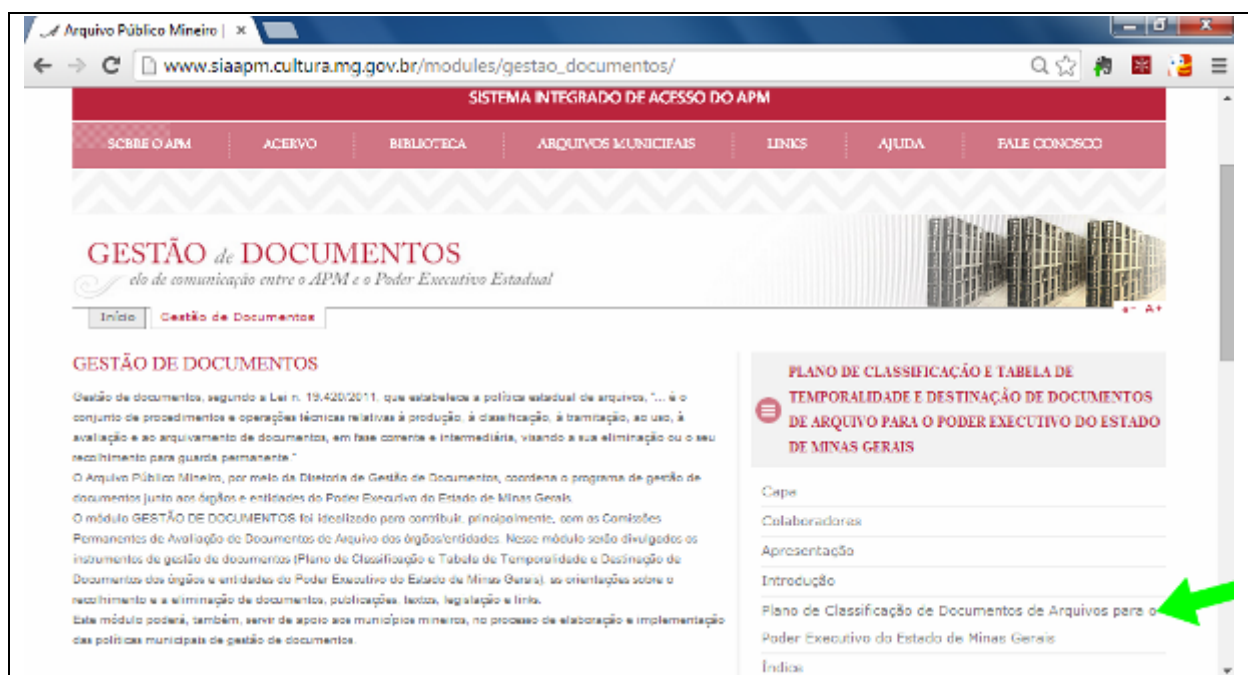 Arquivo Público Mineiro |
www.siaapm.cultura.mg.gov.br/modules/gestao_documentos/
SISTEMA INTEGRADO DE ACESSO DO APM
SOBRE O APM ACERVO BIBLIOTECA ARQUIVOS MUNICIPAIS LINKS AJUDA FALE CONOSCO
GESTÃO de DOCUMENTOS
elo de comunicação entre o APM e o Poder Executivo Estadual
Início Gestão de Documentos
a- A+
GESTÃO DE DOCUMENTOS
Gestão de documentos, segundo a Lei n. 19.420/2011, que estabelece a política estadual de arquivos, "... é o
conjunto de procedimentos e operações técnicas relativas à produção, à classificação, à tramitação, ao uso, à
avaliação e ao arquivamento de documentos, em fase corrente e intermediária, visando a sua eliminação ou o seu
recolhimento para guarda permanente."
O Arquivo Público Mineiro, por meio da Diretoria de Gestão de Documentos, coordena o programa de gestão de
documentos junto aos órgãos e entidades do Poder Executivo do Estado de Minas Gerais.
O módulo GESTÃO DE DOCUMENTOS foi idealizado para contribuir, principalmente, com as Comissões
Permanentes de Avaliação de Documentos de Arquivo dos órgãos/entidades. Nesse módulo serão divulgados os
instrumentos de gestão de documentos (Plano de Classificação e Tabela de Temporalidade e Destinação de
Documentos dos órgãos e entidades do Poder Executivo do Estado de Minas Gerais), as orientações sobre o
recolhimento e a eliminação de documentos, publicações, textos, legislação e links.
Este módulo poderá, também, servir de apoio aos municípios mineiros, no processo de elaboração e implementação
das políticas municipais de gestão de documentos.
PLANO DE CLASSIFICAÇÃO E TABELA DE
TEMPORALIDADE E DESTINAÇÃO DE DOCUMENTOS
DE ARQUIVO PARA O PODER EXECUTIVO DO ESTADO
DE MINAS GERAIS
Capa
Colaboradores
Apresentação
Introdução
Plano de Classificação de Documentos de Arquivos para o
Poder Executivo do Estado de Minas Gerais
Índice